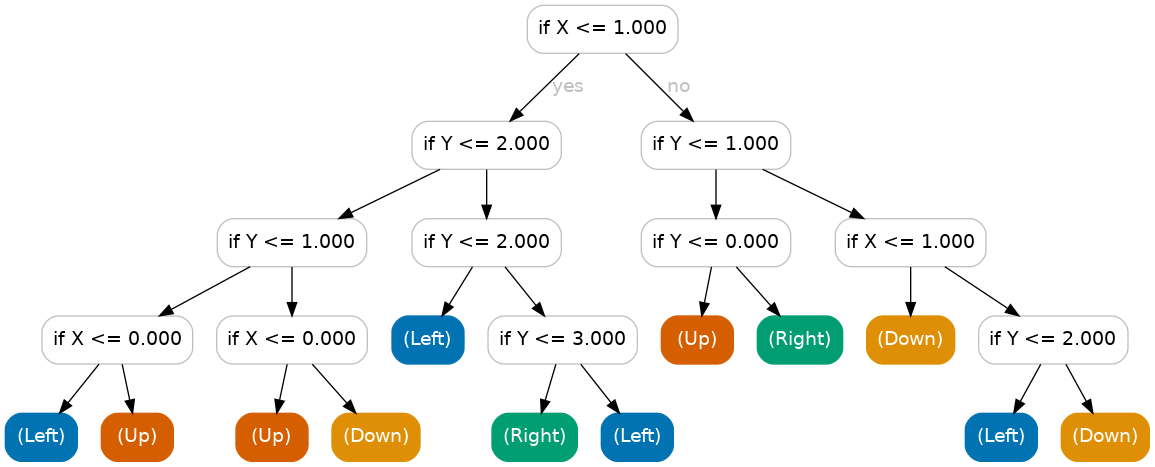 if X <= 1.000
yes
no
if Y <= 2.000
if Y <= 1.000
if Y <= 1.000
if Y <= 2.000
if Y <= 0.000
if X <= 1.000
if X <= 0.000
if X <= 0.000
(Left)
if Y <= 3.000
(Up)
(Right)
(Down)
if Y <= 2.000
(Left)
(Up)
(Up)
(Down)
(Right)
(Left)
(Left)
(Down)